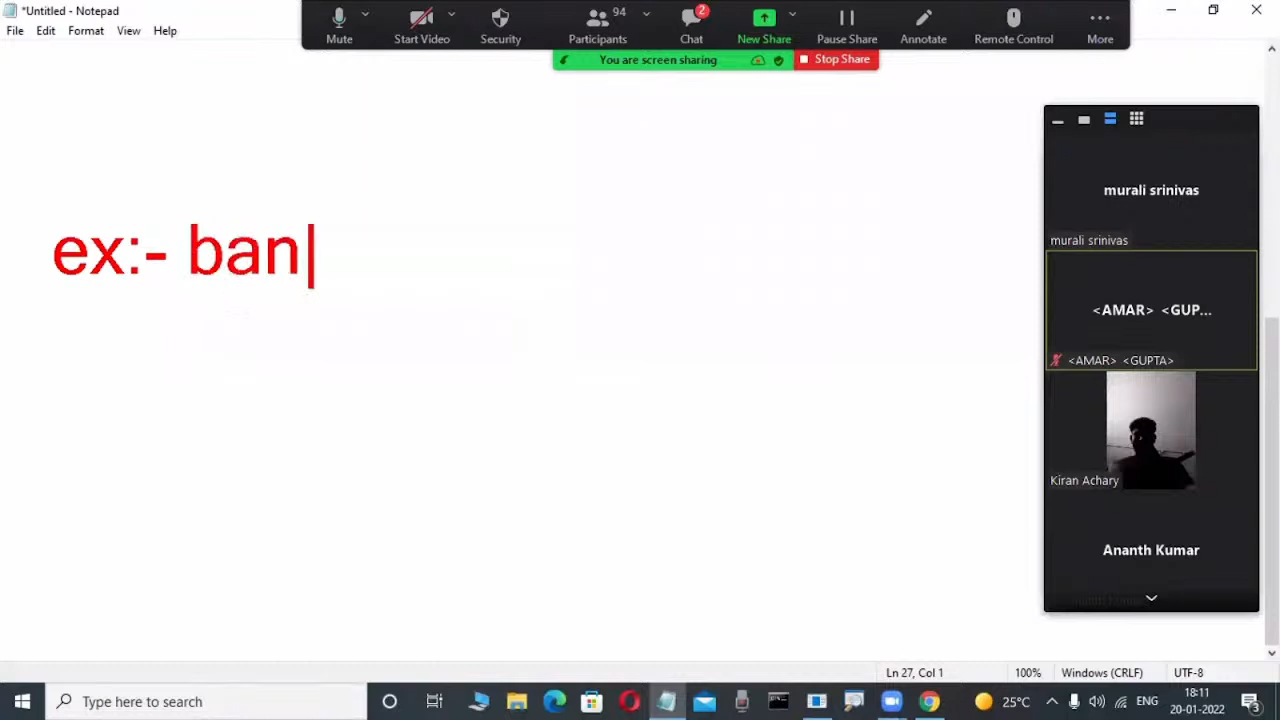 *Untitled - Notepad
File Edit Format View Help
Mute
Start Video
Security
94
Participants
2
Chat
New Share
Pause Share
Annotate
Remote Control
More
You are screen sharing
Stop Share
ex:- ban
murali srinivas
murali srinivas
<AMAR> <GUP...
<AMAR> <GUPTA>
Kiran Achary
Ananth Kumar
Ln 27, Col 1 100% Windows (CRLF) UTF-8
Type here to search
25°C
ENG
18:11
20-01-2022
3